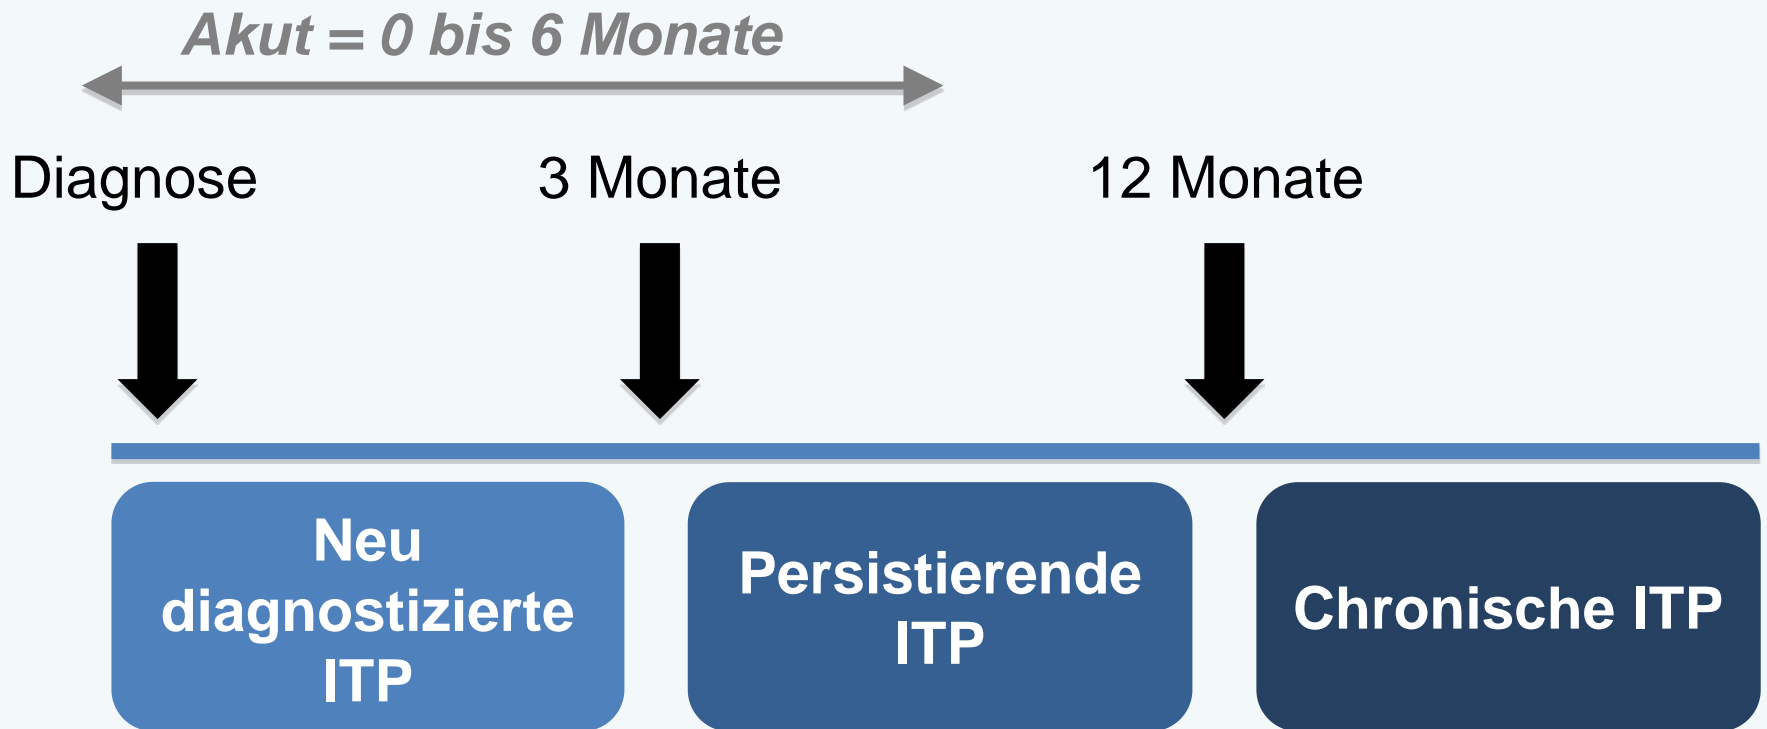 Akut = 0 bis 6 Monate
Diagnose
3 Monate
12 Monate
Neu
diagnostizierte
ITP
Persistierende
ITP
Chronische ITP